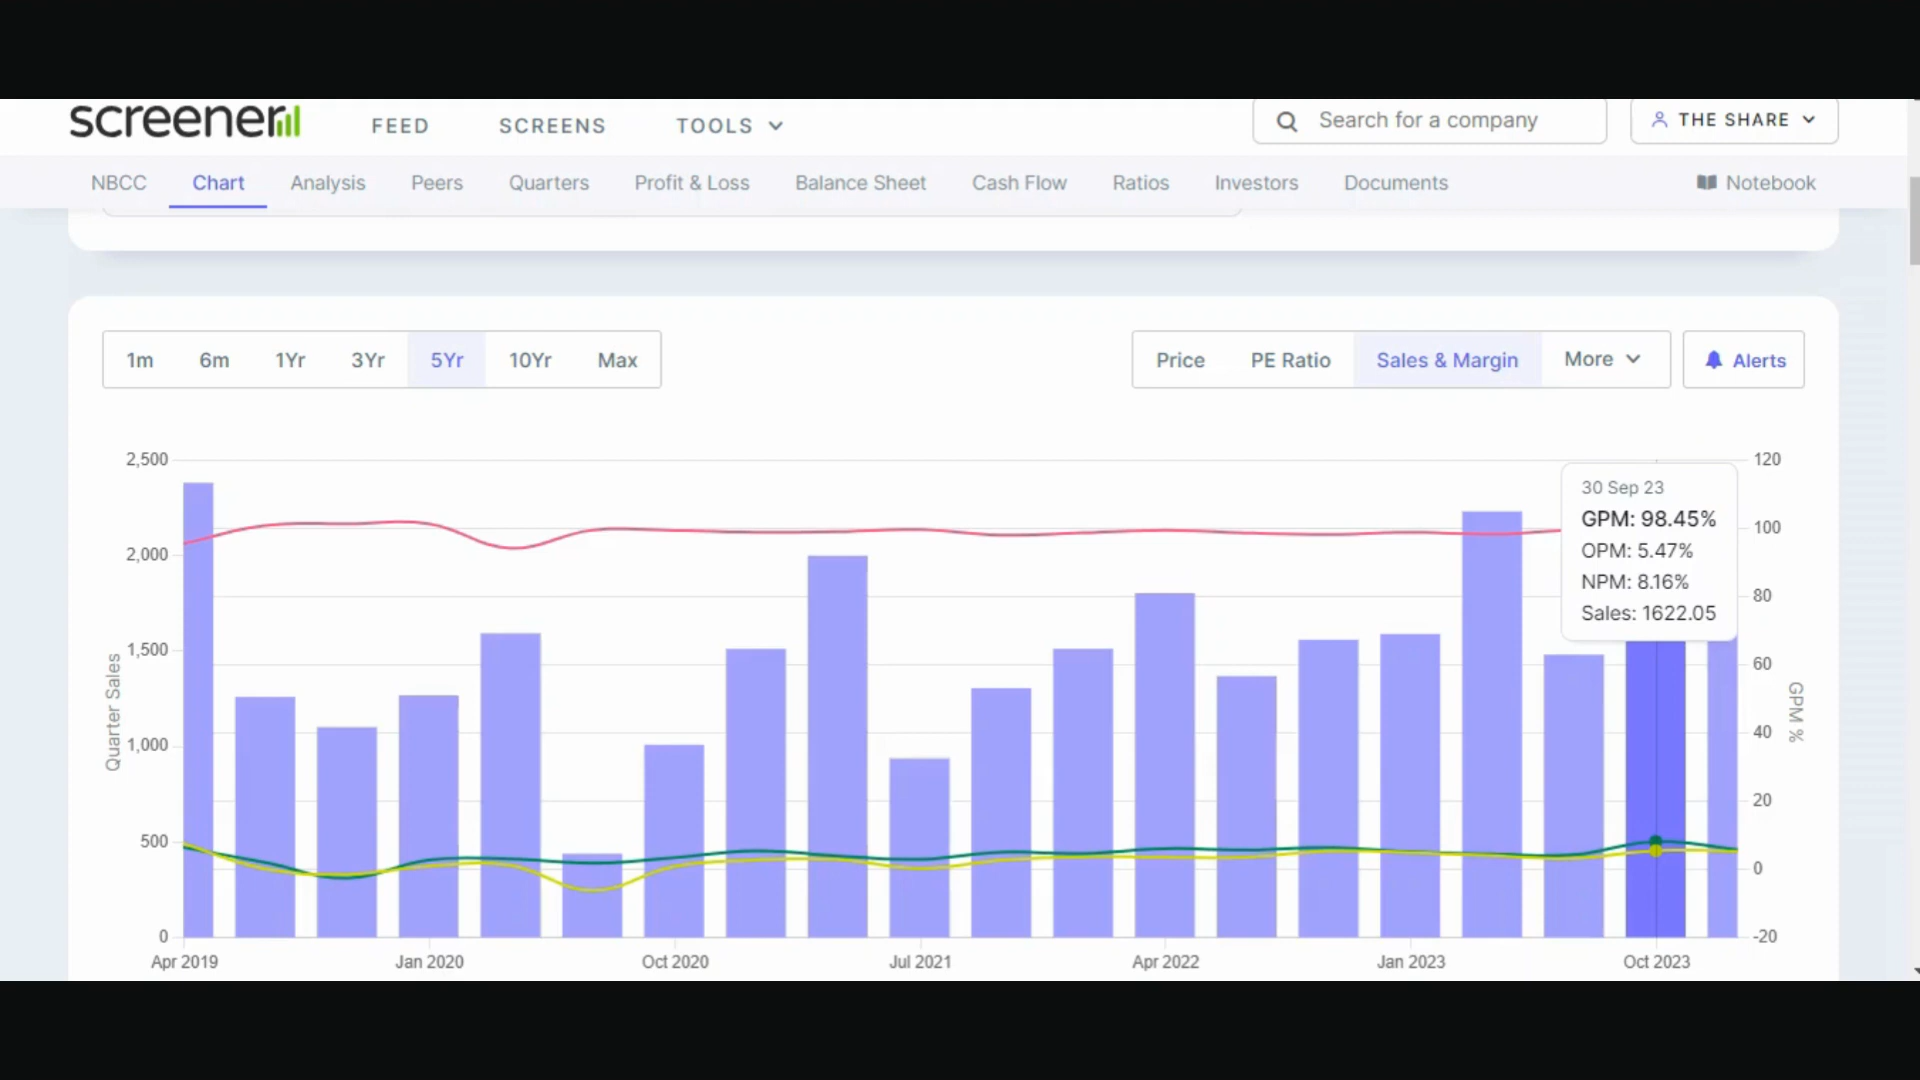 screener
FEED
SCREENS
TOOLS
Search for a company
THE SHARE
NBCC
Chart
Analysis
Peers
Quarters
Profit & Loss
Balance Sheet
Cash Flow
Ratios
Investors
Documents
Notebook
1m
6m
1Yr
3Yr
5Yr
10Yr
Max
Price
PE Ratio
Sales & Margin
More
Alerts
2,500
2,000
1,500
1,000
500
0
Quarter Sales
120
100
80
60
40
20
0
-20
GPM %
30 Sep 23
GPM: 98.45%
OPM: 5.47%
NPM: 8.16%
Sales: 1622.05
Apr 2019
Jan 2020
Oct 2020
Jul 2021
Apr 2022
Jan 2023
Oct 2023